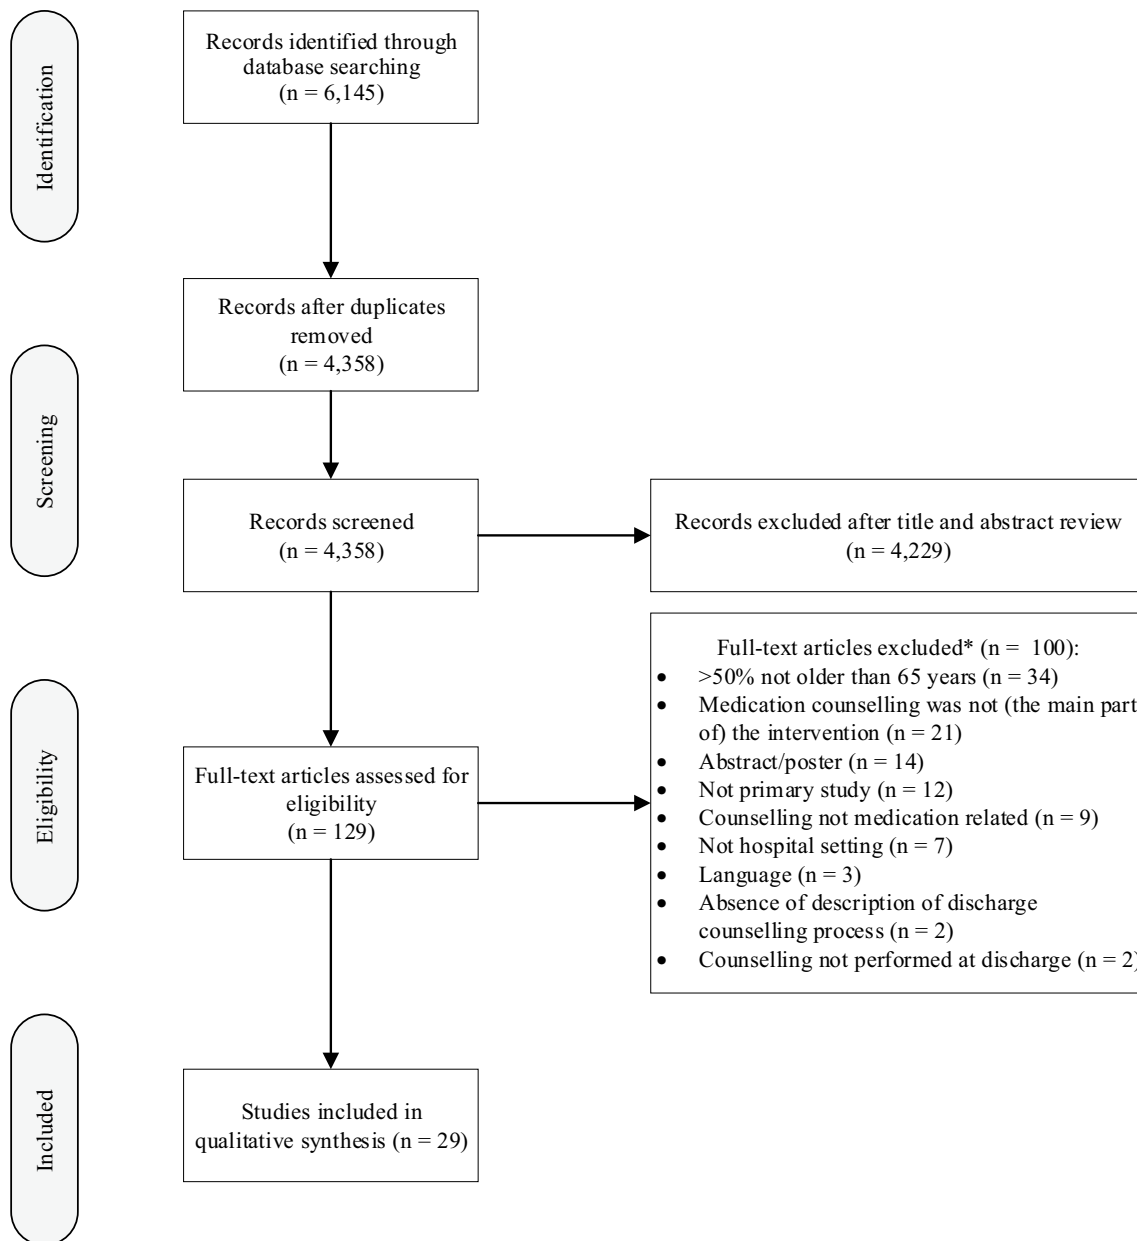 Identification
Records identified through
database searching
(n = 6,145)
Records after duplicates
removed
(n = 4,358)
Screening
Records screened
(n = 4,358)
Records excluded after title and abstract review
(n = 4,229)
Eligibility
Full-text articles assessed for
eligibility
(n = 129)
Full-text articles excluded* (n = 100):
• >50% not older than 65 years (n = 34)
• Medication counselling was not (the main part
of) the intervention (n = 21)
• Abstract/poster (n = 14)
• Not primary study (n = 12)
• Counselling not medication related (n = 9)
• Not hospital setting (n = 7)
• Language (n = 3)
• Absence of description of discharge
counselling process (n = 2)
• Counselling not performed at discharge (n = 2)
Included
Studies included in
qualitative synthesis (n = 29)